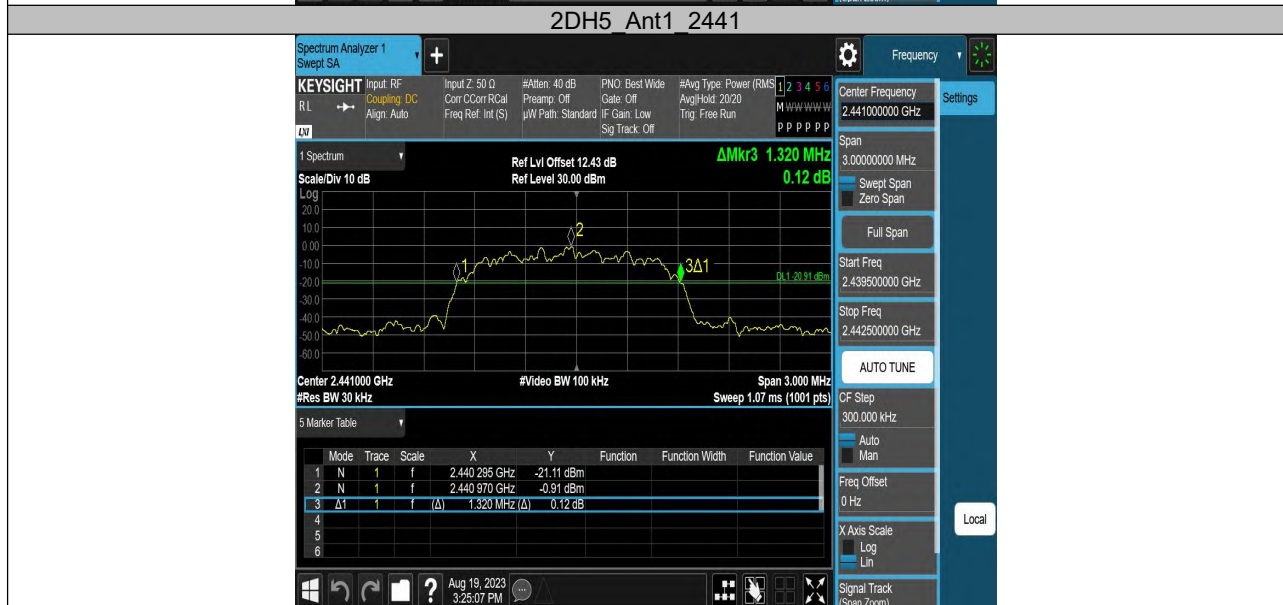 2DH5_Ant1_2441
Spectrum Analyzer 1
Swept SA
+
Frequency
KEYSIGHT
RL
LXI
Input: RF
Coupling: DC
Align: Auto
Input Z: 50 Ω
Corr CCorr RCal
Freq Ref: Int (S)
#Atten: 40 dB
Preamp: Off
µW Path: Standard
PNO: Best Wide
Gate: Off
IF Gain: Low
Sig Track: Off
#Avg Type: Power (RMS
Avg|Hold: 20/20
Trig: Free Run
1 2 3 4 5 6
M W W W W W
P P P P P P
Center Frequency
2.441000000 GHz
Settings
Span
3.00000000 MHz
Swept Span
Zero Span
Full Span
Start Freq
2.439500000 GHz
Stop Freq
2.442500000 GHz
AUTO TUNE
CF Step
300.000 kHz
Auto
Man
Freq Offset
0 Hz
X Axis Scale
Log
Lin
Signal Track
(Span Zoom)
Local
1 Spectrum
Scale/Div 10 dB
Ref Lvl Offset 12.43 dB
Ref Level 30.00 dBm
ΔMkr3 1.320 MHz
0.12 dB
Log
20.0
10.0
0.00
-10.0
-20.0
-30.0
-40.0
-50.0
-60.0
1
2
3Δ1
DL1 -20.91 dBm
Center 2.441000 GHz
#Res BW 30 kHz
#Video BW 100 kHz
Span 3.000 MHz
Sweep 1.07 ms (1001 pts)
5 Marker Table
Mode Trace Scale X Y Function Function Width Function Value
1 N 1 f 2.440 295 GHz -21.11 dBm
2 N 1 f 2.440 970 GHz -0.91 dBm
3 Δ1 1 f (Δ) 1.320 MHz (Δ) 0.12 dB
4
5
6
?
Aug 19, 2023
3:25:07 PM